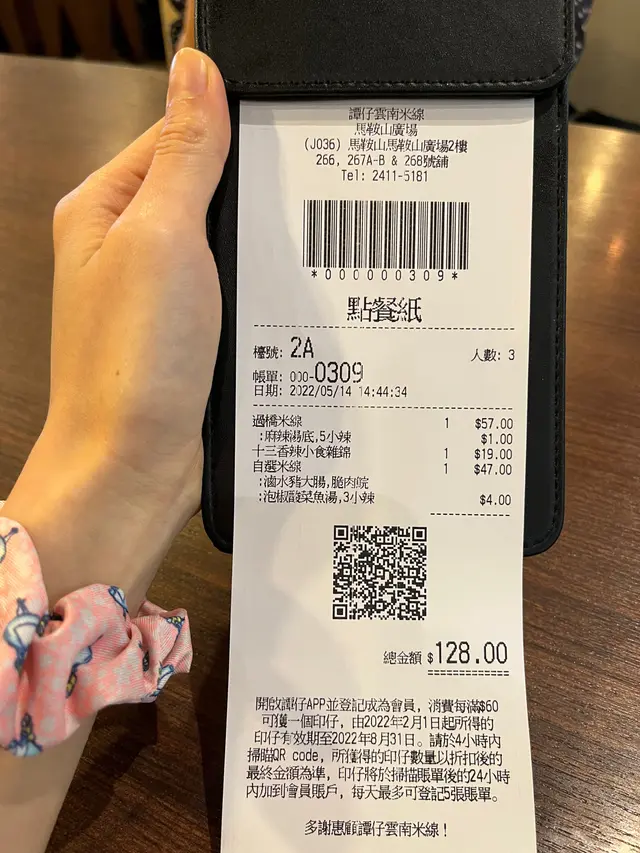 譚仔雲南米線
馬鞍山廣場
(J036) 馬鞍山馬鞍山廣場2樓
266, 267A-B & 268號舖
Tel: 2411-5181
*000000309*
點餐紙
檯號: 2A 人數: 3
帳單: 000-0309
日期: 2022/05/14 14:44:34
過橋米線 1 $57.00
:麻辣湯底,5小辣 $1.00
十三香辣小食雜錦 1 $19.00
自選米線 1 $47.00
:滷水豬大腸,脆肉鯇
:泡椒酸菜魚湯,3小辣 $4.00
總金額 $128.00
開啟譚仔APP並登記成為會員, 消費每滿$60
可獲一個印仔, 由2022年2月1日起所得的
印仔有效期至2022年8月31日。請於4小時內
掃瞄QR code, 所獲得的印仔數量以折扣後的
最終金額為準, 印仔將於掃描賬單後的24小時
內加到會員賬戶, 每天最多可登記5張賬單。
多謝惠顧譚仔雲南米線!